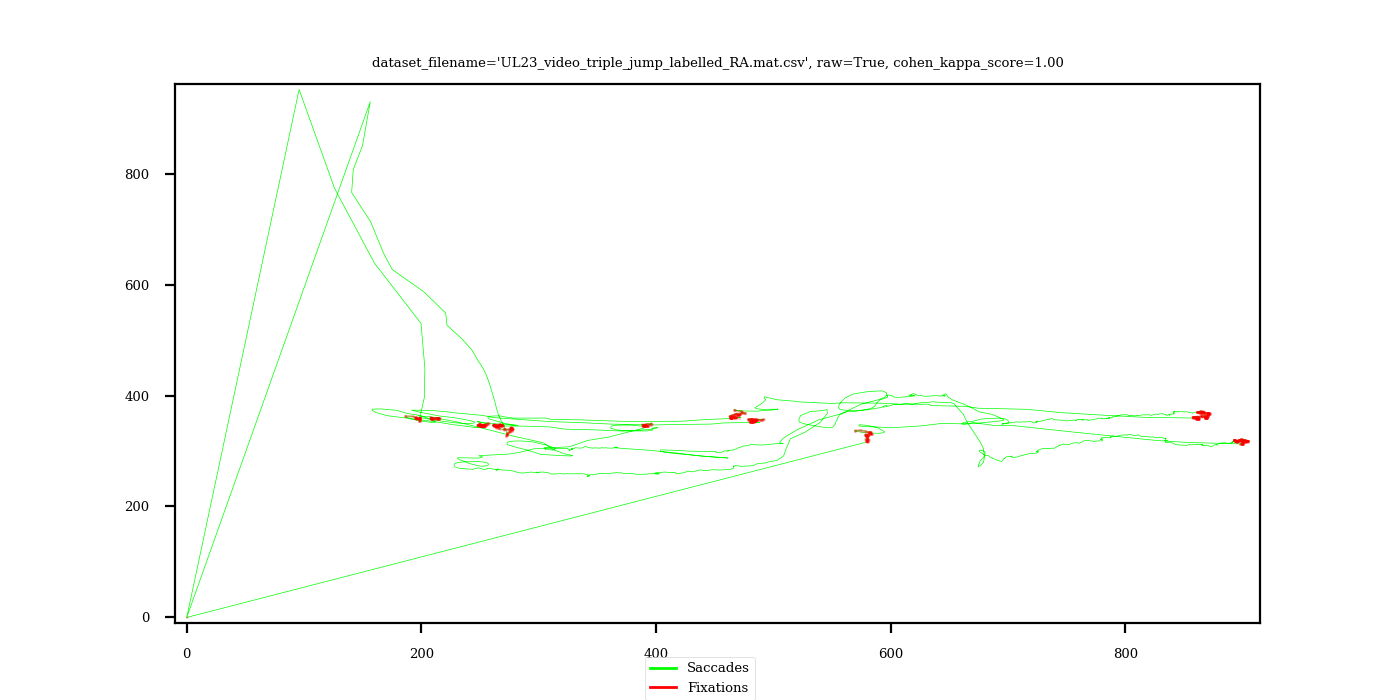 dataset_filename='UL23_video_triple_jump_labelled_RA.mat.csv', raw=True, cohen_kappa_score=1.00
800
600
400
200
0
0 200 400 600 800
Saccades
Fixations